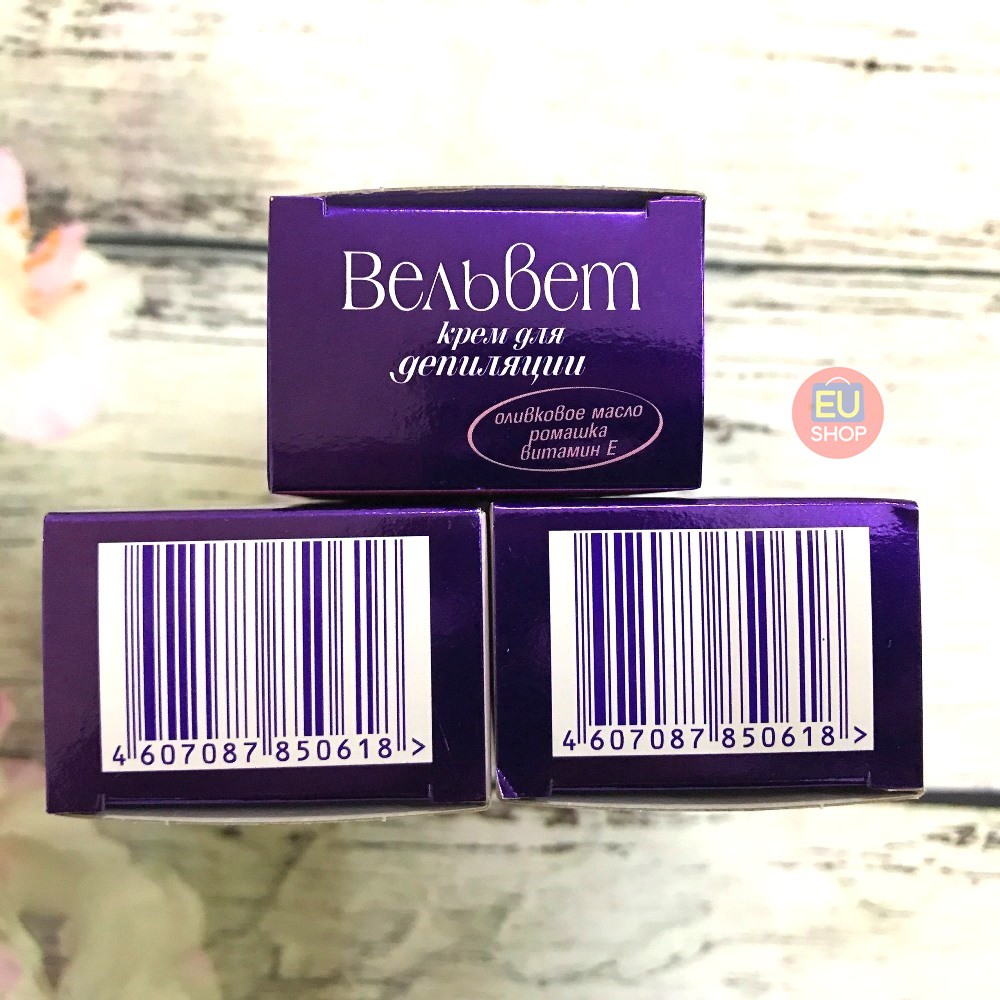 Вельвет
крем для
депиляции
оливковое масло
ромашка
витамин Е
EU
SHOP
4 607087 850618 >
4 607087 850618 >